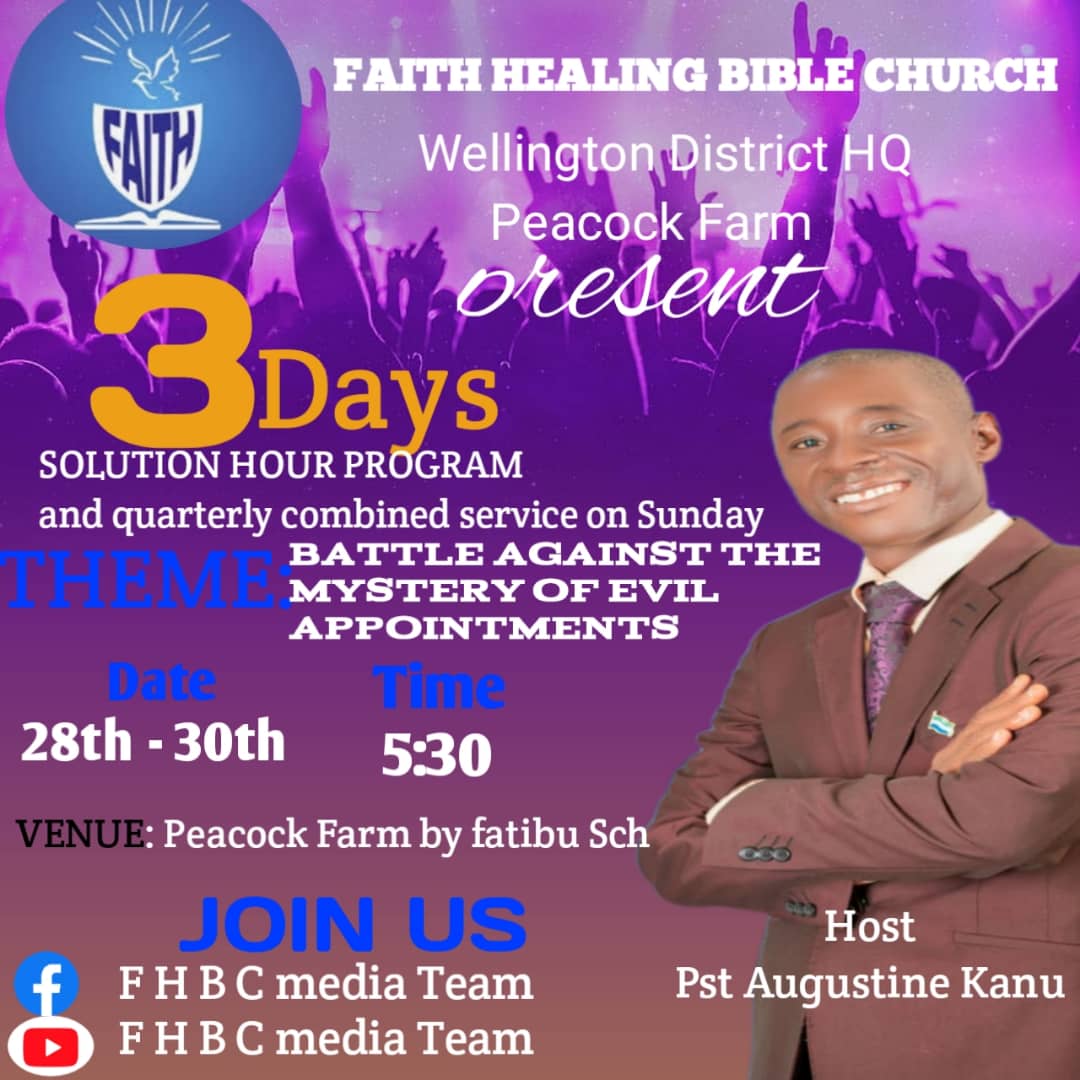 FAITH
FAITH HEALING BIBLE CHURCH
Wellington District HQ
Peacock Farm
present
3 Days
SOLUTION HOUR PROGRAM
and quarterly combined service on Sunday
THEME: BATTLE AGAINST THE
MYSTERY OF EVIL
APPOINTMENTS
Date
28th - 30th
Time
5:30
VENUE: Peacock Farm by fatibu Sch
JOIN US
F H B C media Team
F H B C media Team
Host
Pst Augustine Kanu